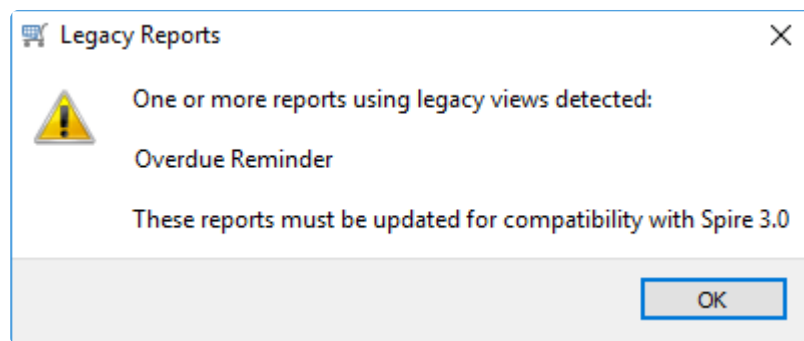 Legacy Reports
One or more reports using legacy views detected:
Overdue Reminder
These reports must be updated for compatibility with Spire 3.0
OK